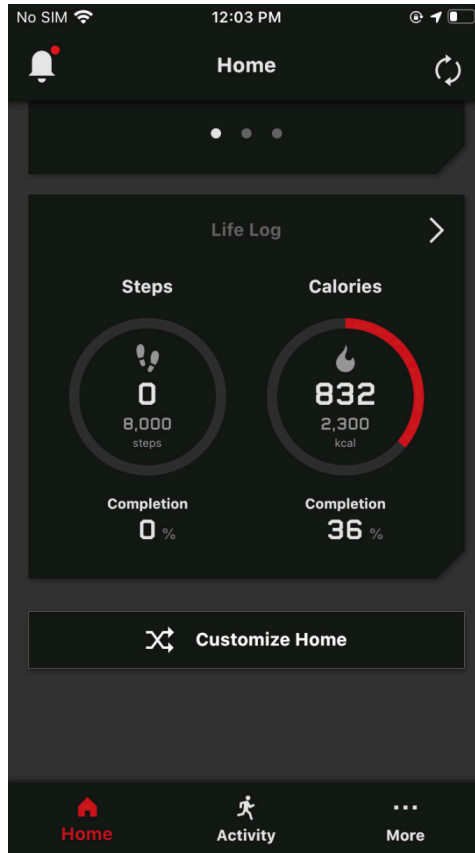 No SIM 12:03 PM
Home
Life Log
Steps Calories
0 832
8,000 2,300
steps kcal
Completion Completion
0 % 36 %
Customize Home
Home Activity More